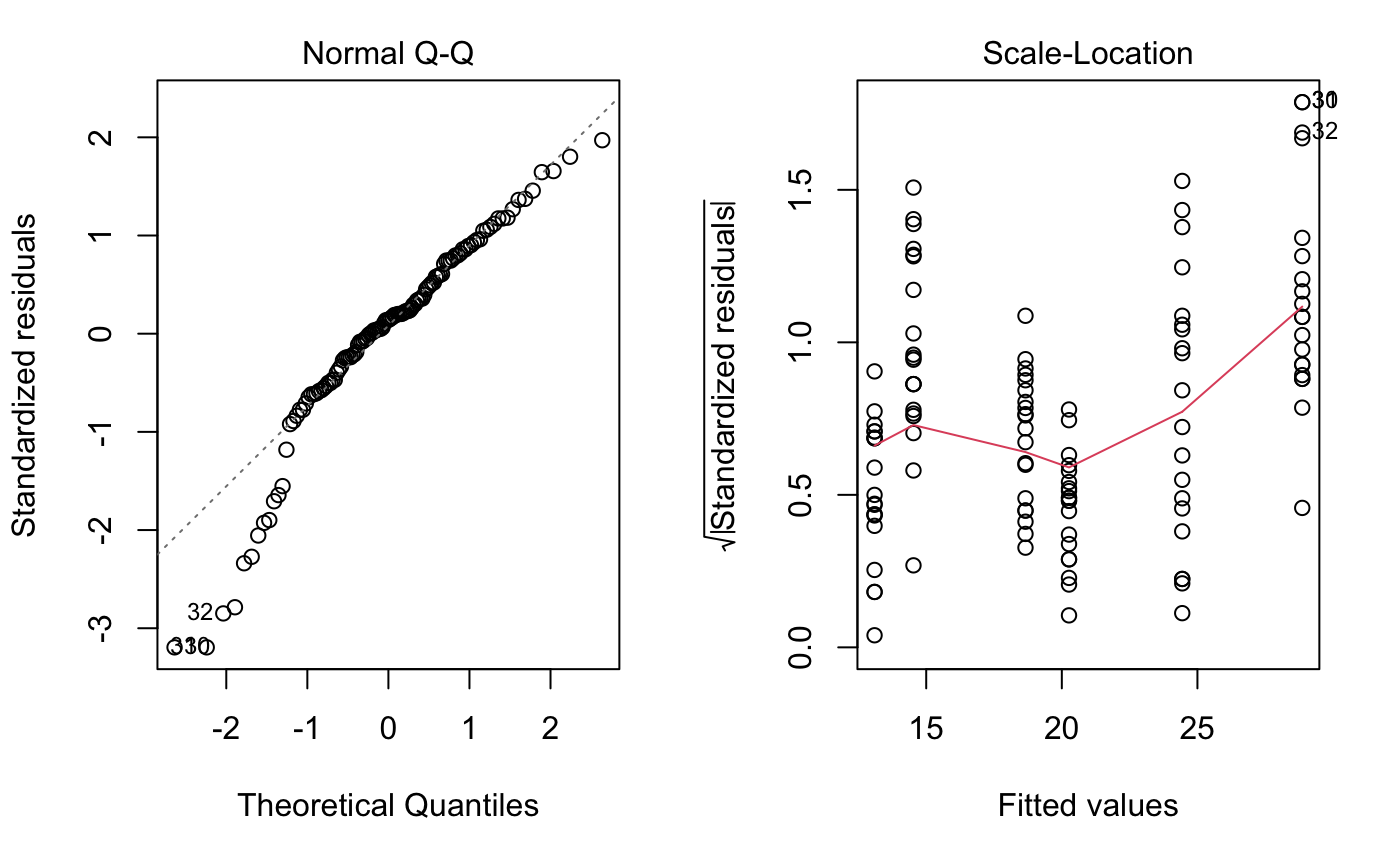 Normal Q-Q
Standardized residuals
2
1
0
-1
-2
-3
32
-2 -1 0 1 2
Theoretical Quantiles
Scale-Location
√|Standardized residuals|
1.5
1.0
0.5
0.0
32
15 20 25
Fitted values